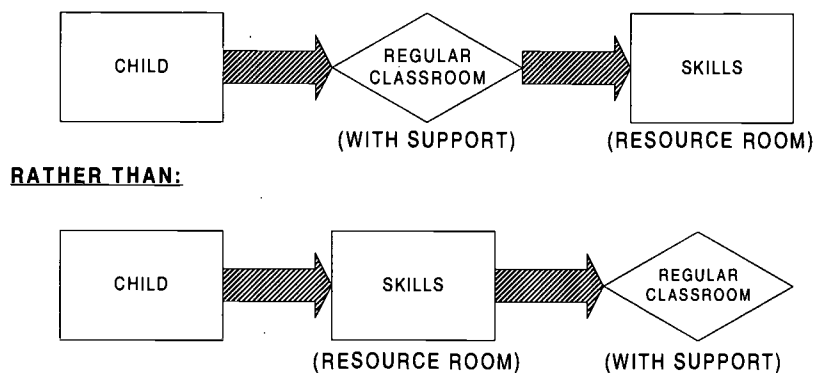 CHILD
REGULAR
CLASSROOM
SKILLS
(WITH SUPPORT)
(RESOURCE ROOM)
RATHER THAN:
CHILD
SKILLS
REGULAR
CLASSROOM
(RESOURCE ROOM)
(WITH SUPPORT)